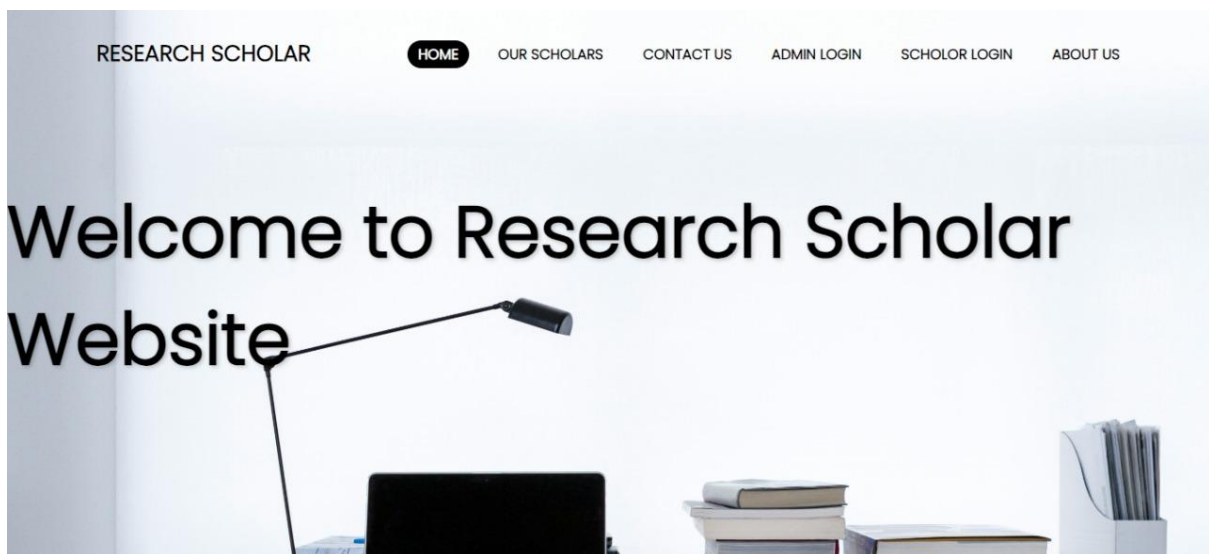 RESEARCH SCHOLAR
HOME OUR SCHOLARS CONTACT US ADMIN LOGIN SCHOLOR LOGIN ABOUT US
Welcome to Research Scholar
Website